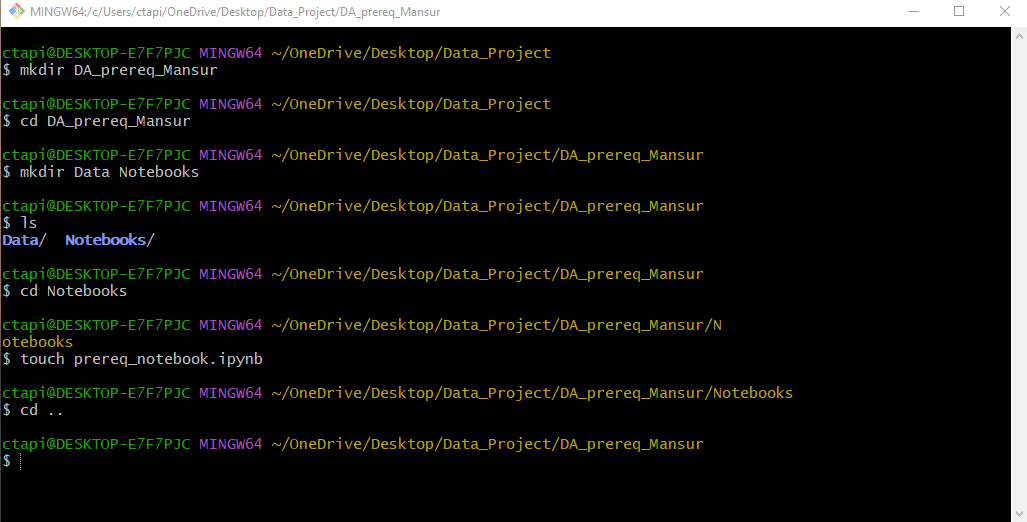 MINGW64:/c/Users/ctapi/OneDrive/Desktop/Data_Project/DA_prereq_Mansur
ctapi@DESKTOP-E7F7PJC MINGW64 ~/OneDrive/Desktop/Data_Project
$ mkdir DA_prereq_Mansur
ctapi@DESKTOP-E7F7PJC MINGW64 ~/OneDrive/Desktop/Data_Project
$ cd DA_prereq_Mansur
ctapi@DESKTOP-E7F7PJC MINGW64 ~/OneDrive/Desktop/Data_Project/DA_prereq_Mansur
$ mkdir Data Notebooks
ctapi@DESKTOP-E7F7PJC MINGW64 ~/OneDrive/Desktop/Data_Project/DA_prereq_Mansur
$ ls
Data/  Notebooks/
ctapi@DESKTOP-E7F7PJC MINGW64 ~/OneDrive/Desktop/Data_Project/DA_prereq_Mansur
$ cd Notebooks
ctapi@DESKTOP-E7F7PJC MINGW64 ~/OneDrive/Desktop/Data_Project/DA_prereq_Mansur/N
otebooks
$ touch prereq_notebook.ipynb
ctapi@DESKTOP-E7F7PJC MINGW64 ~/OneDrive/Desktop/Data_Project/DA_prereq_Mansur/Notebooks
$ cd ..
ctapi@DESKTOP-E7F7PJC MINGW64 ~/OneDrive/Desktop/Data_Project/DA_prereq_Mansur
$